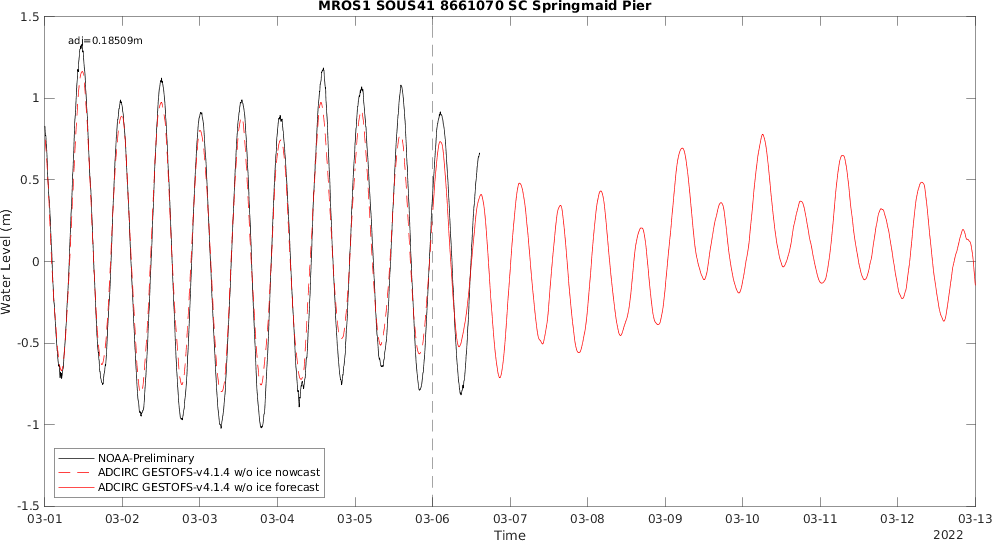 MROS1 SOUS41 8661070 SC Springmaid Pier
adj=0.18509m
1.5
1
0.5
0
-0.5
-1
-1.5
Water Level (m)
NOAA-Preliminary
ADCIRC GESTOFS-v4.1.4 w/o ice nowcast
ADCIRC GESTOFS-v4.1.4 w/o ice forecast
03-01 03-02 03-03 03-04 03-05 03-06 03-07 03-08 03-09 03-10 03-11 03-12 03-13
Time
2022